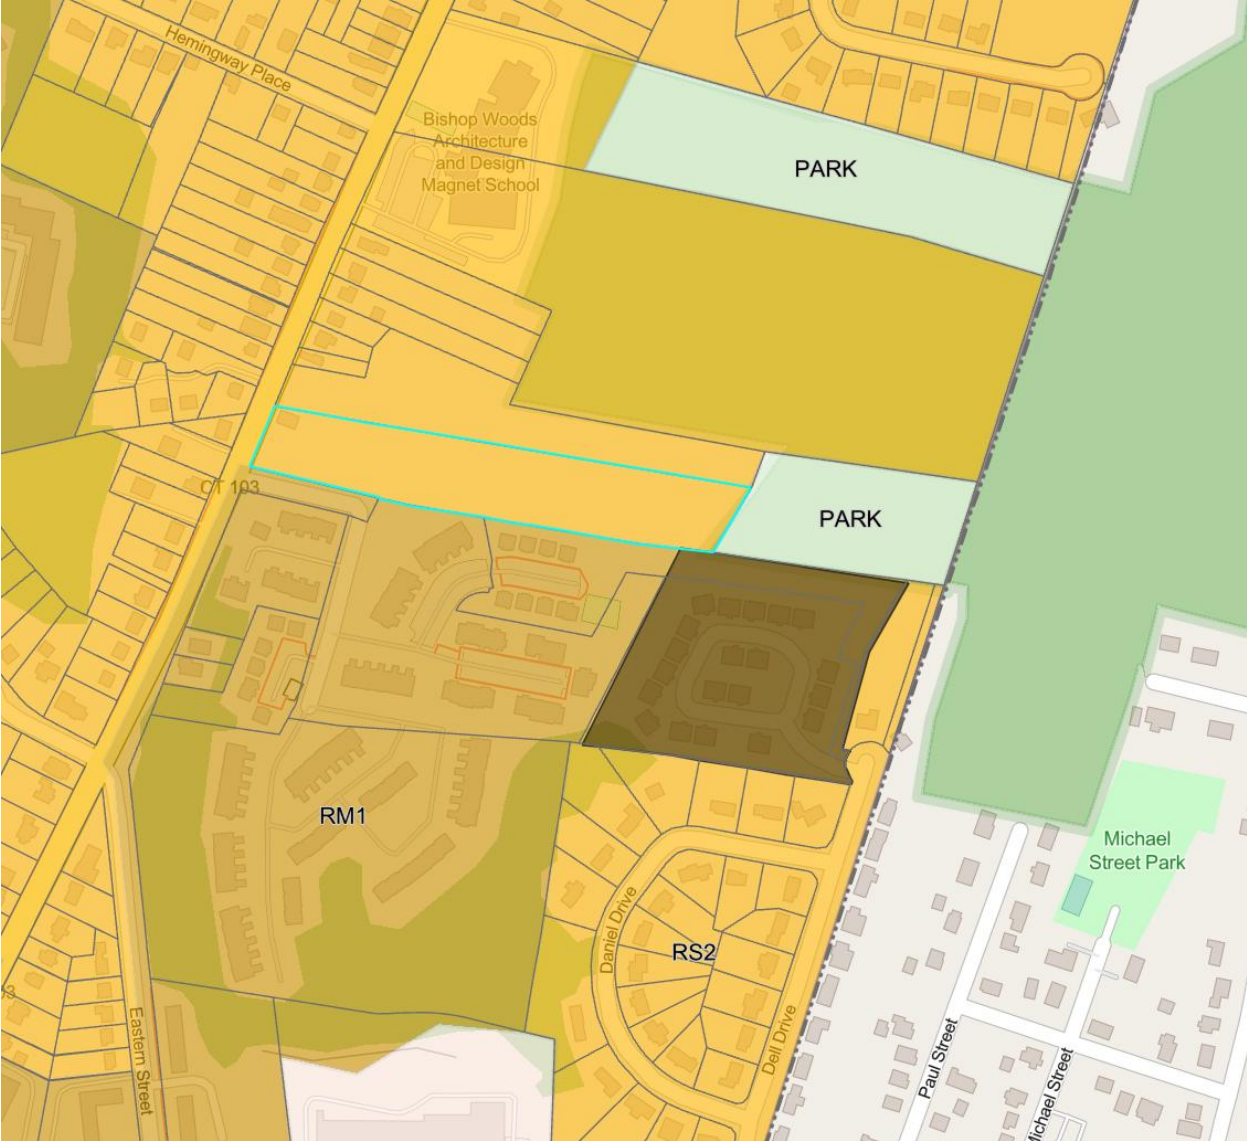 Hemingway Place
Bishop Woods
Architecture
and Design
Magnet School
PARK
CT 103
PARK
RM1
Michael
Street Park
Daniel Drive
RS2
Dell Drive
Eastern Street
Paul Street
Michael Street